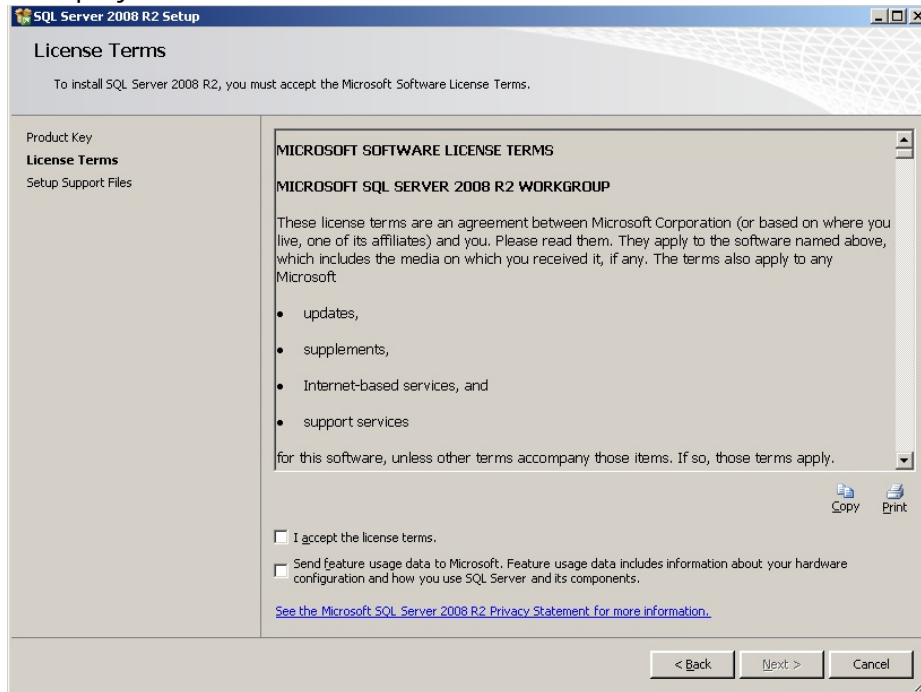 SQL Server 2008 R2 Setup
License Terms
To install SQL Server 2008 R2, you must accept the Microsoft Software License Terms.
Product Key
License Terms
Setup Support Files
MICROSOFT SOFTWARE LICENSE TERMS
MICROSOFT SQL SERVER 2008 R2 WORKGROUP
These license terms are an agreement between Microsoft Corporation (or based on where you
live, one of its affiliates) and you. Please read them. They apply to the software named above,
which includes the media on which you received it, if any. The terms also apply to any
Microsoft
• updates,
• supplements,
• Internet-based services, and
• support services
for this software, unless other terms accompany those items. If so, those terms apply.
Copy Print
I accept the license terms.
Send feature usage data to Microsoft. Feature usage data includes information about your hardware
configuration and how you use SQL Server and its components.
See the Microsoft SQL Server 2008 R2 Privacy Statement for more information.
< Back Next > Cancel